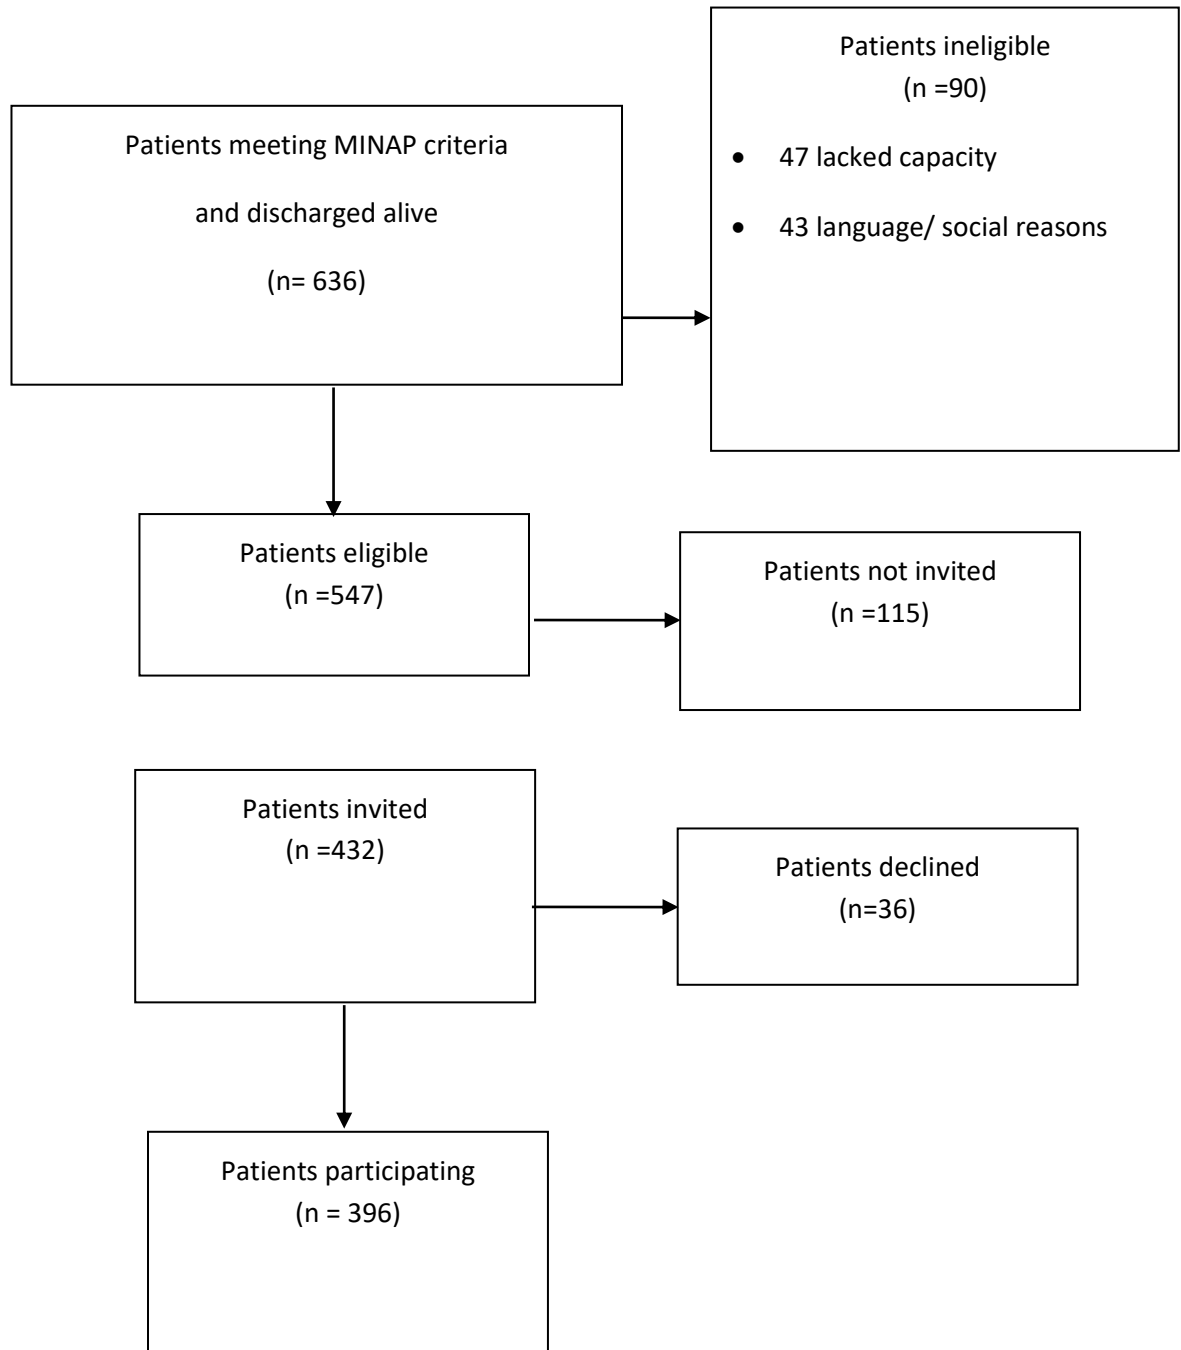 Patients meeting MINAP criteria
and discharged alive
(n= 636)
Patients ineligible
(n =90)
• 47 lacked capacity
• 43 language/ social reasons
Patients eligible
(n =547)
Patients not invited
(n =115)
Patients invited
(n =432)
Patients declined
(n=36)
Patients participating
(n = 396)